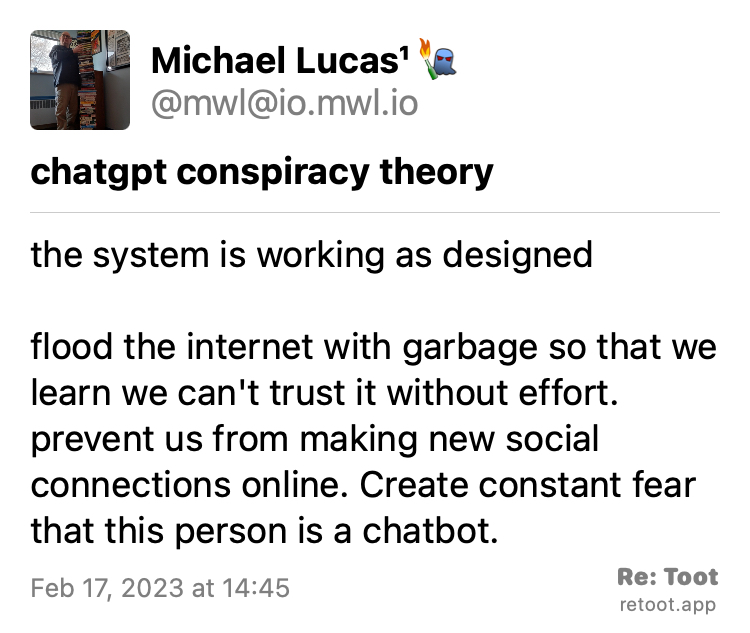 Michael Lucas¹
@mwl@io.mwl.io
chatgpt conspiracy theory
the system is working as designed
flood the internet with garbage so that we
learn we can't trust it without effort.
prevent us from making new social
connections online. Create constant fear
that this person is a chatbot.
Feb 17, 2023 at 14:45
Re: Toot
retoot.app